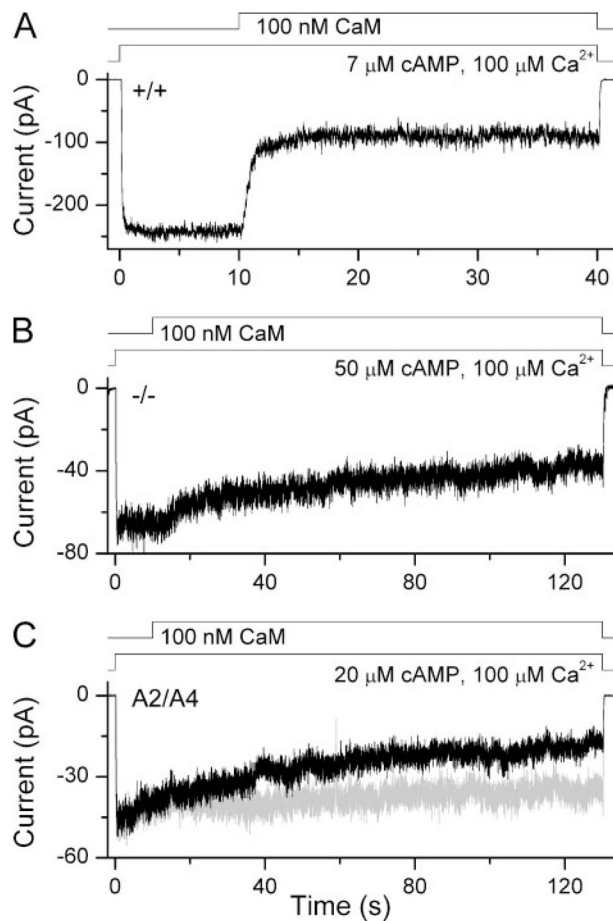 A
100 nM CaM
7 μM cAMP, 100 μM Ca²⁺
+/+
0
-100
-200
Current (pA)
0 10 20 30 40
B
100 nM CaM
50 μM cAMP, 100 μM Ca²⁺
-/-
0
-40
-80
Current (pA)
0 40 80 120
C
100 nM CaM
20 μM cAMP, 100 μM Ca²⁺
A2/A4
0
-30
-60
Current (pA)
0 40 80 120
Time (s)